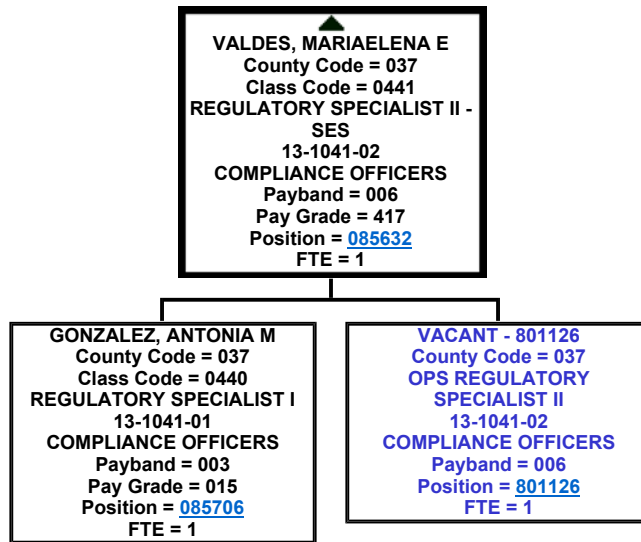 VALDES, MARIAELENA E
County Code = 037
Class Code = 0441
REGULATORY SPECIALIST II -
SES
13-1041-02
COMPLIANCE OFFICERS
Payband = 006
Pay Grade = 417
Position = 085632
FTE = 1
GONZALEZ, ANTONIA M
County Code = 037
Class Code = 0440
REGULATORY SPECIALIST I
13-1041-01
COMPLIANCE OFFICERS
Payband = 003
Pay Grade = 015
Position = 085706
FTE = 1
VACANT - 801126
County Code = 037
OPS REGULATORY
SPECIALIST II
13-1041-02
COMPLIANCE OFFICERS
Payband = 006
Position = 801126
FTE = 1